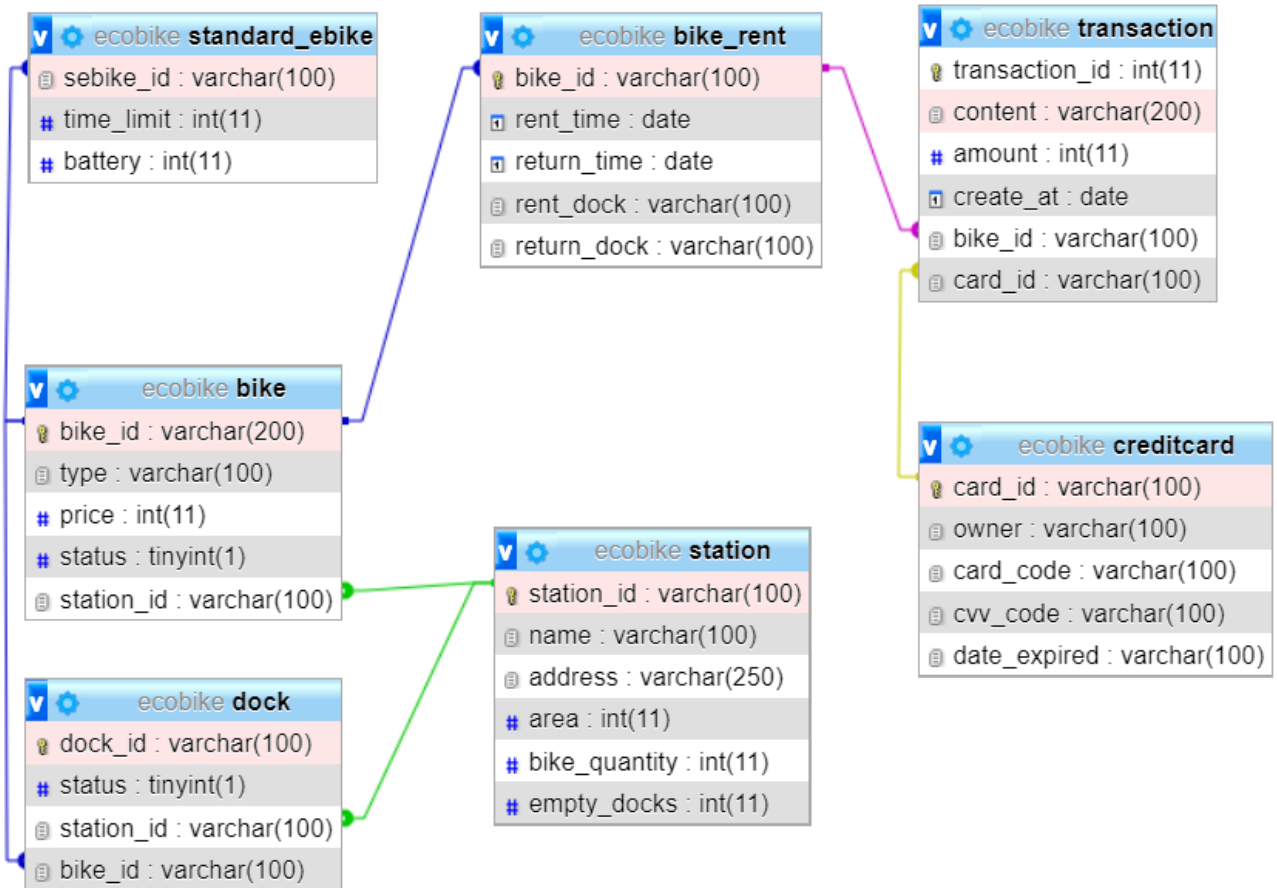 v ecobike standard_ebike
sebike_id : varchar(100)
# time_limit : int(11)
# battery : int(11)
v ecobike bike_rent
bike_id : varchar(100)
rent_time : date
return_time : date
rent_dock : varchar(100)
return_dock : varchar(100)
v ecobike transaction
transaction_id : int(11)
content : varchar(200)
# amount : int(11)
create_at : date
bike_id : varchar(100)
card_id : varchar(100)
v ecobike bike
bike_id : varchar(200)
type : varchar(100)
# price : int(11)
# status : tinyint(1)
station_id : varchar(100)
v ecobike station
station_id : varchar(100)
name : varchar(100)
address : varchar(250)
# area : int(11)
# bike_quantity : int(11)
# empty_docks : int(11)
v ecobike creditcard
card_id : varchar(100)
owner : varchar(100)
card_code : varchar(100)
cvv_code : varchar(100)
date_expired : varchar(100)
v ecobike dock
dock_id : varchar(100)
# status : tinyint(1)
station_id : varchar(100)
bike_id : varchar(100)